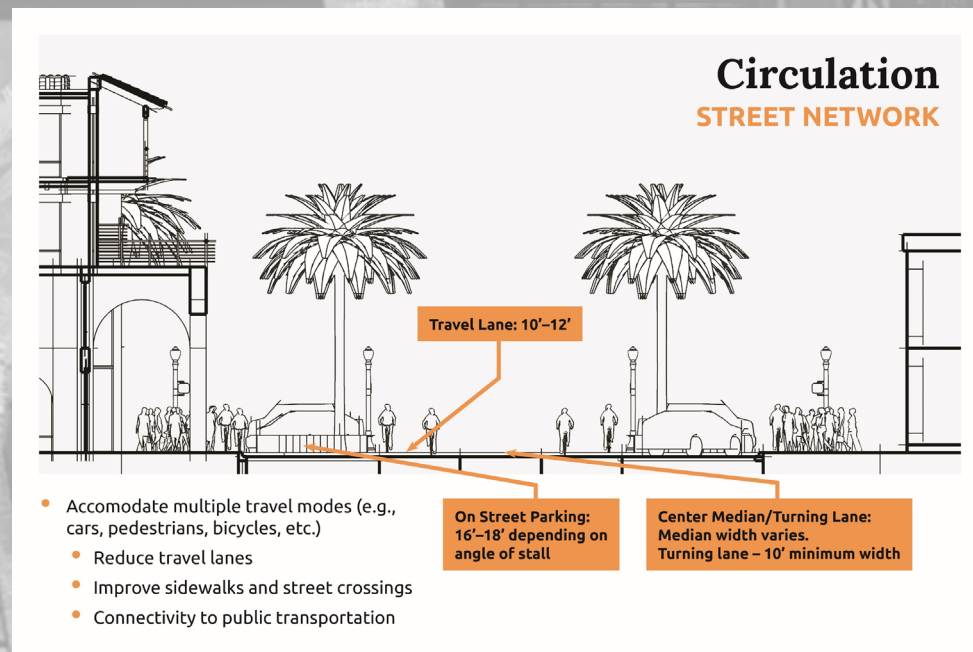 Circulation
STREET NETWORK
Travel Lane: 10’–12’
On Street Parking:
16’–18’ depending on
angle of stall
Center Median/Turning Lane:
Median width varies.
Turning lane – 10’ minimum width
• Accomodate multiple travel modes (e.g.,
cars, pedestrians, bicycles, etc.)
• Reduce travel lanes
• Improve sidewalks and street crossings
• Connectivity to public transportation